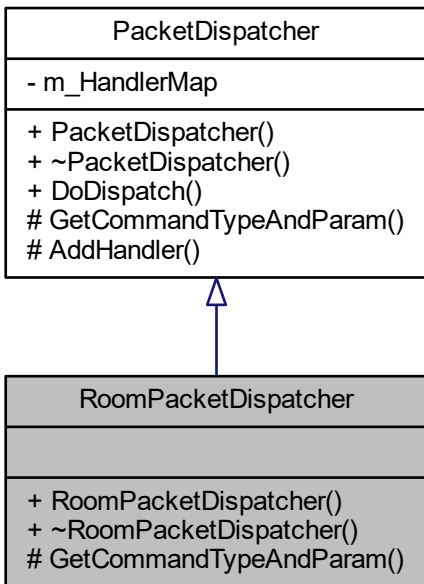 PacketDispatcher
- m_HandlerMap
+ PacketDispatcher()
+ ~PacketDispatcher()
+ DoDispatch()
# GetCommandTypeAndParam()
# AddHandler()
RoomPacketDispatcher
+ RoomPacketDispatcher()
+ ~RoomPacketDispatcher()
# GetCommandTypeAndParam()